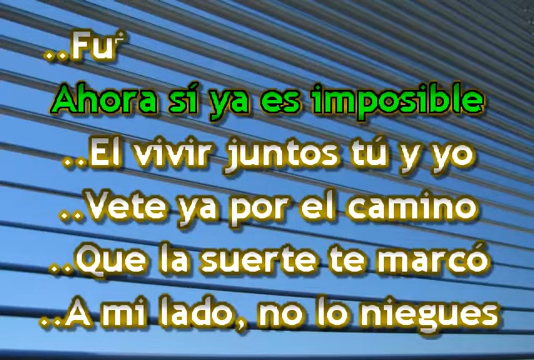 ..Fu
Ahora sí ya es imposible
..El vivir juntos tú y yo
..Vete ya por el camino
..Que la suerte te marcó
..A mi lado, no lo niegues